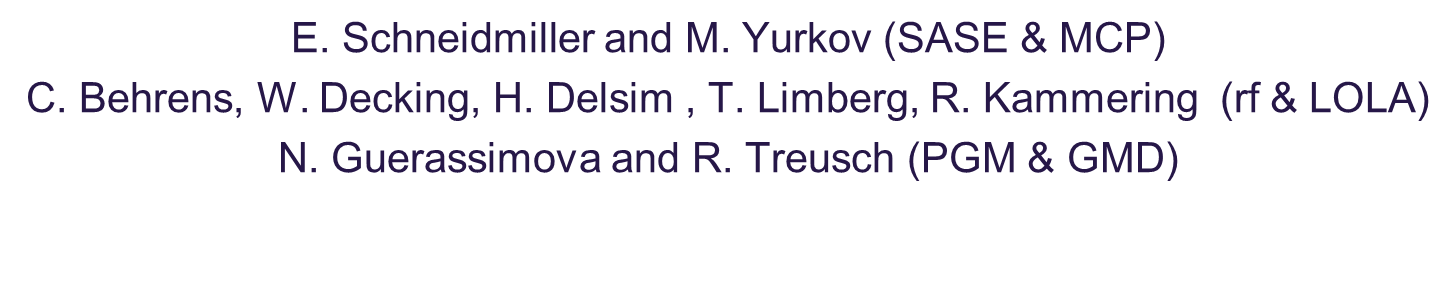 E. Schneidmiller and M. Yurkov (SASE & MCP)
C. Behrens, W. Decking, H. Delsim , T. Limberg, R. Kammering  (rf & LOLA)
N. Guerassimova and R. Treusch (PGM & GMD)